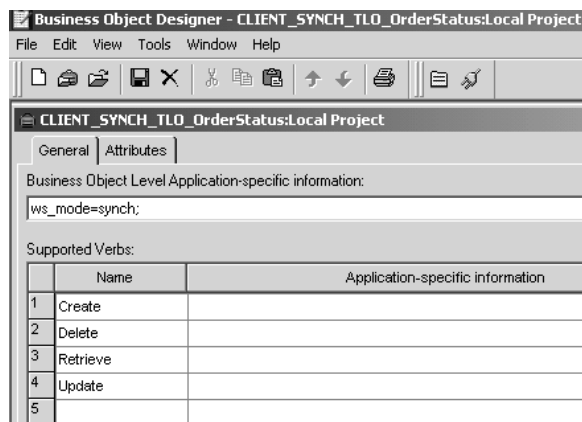 Business Object Designer - CLIENT_SYNCH_TLO_OrderStatus:Local Project
File Edit View Tools Window Help
CLIENT_SYNCH_TLO_OrderStatus:Local Project
General Attributes
Business Object Level Application-specific information:
ws_mode=synch;
Supported Verbs:
Name Application-specific information
1 Create
2 Delete
3 Retrieve
4 Update
5